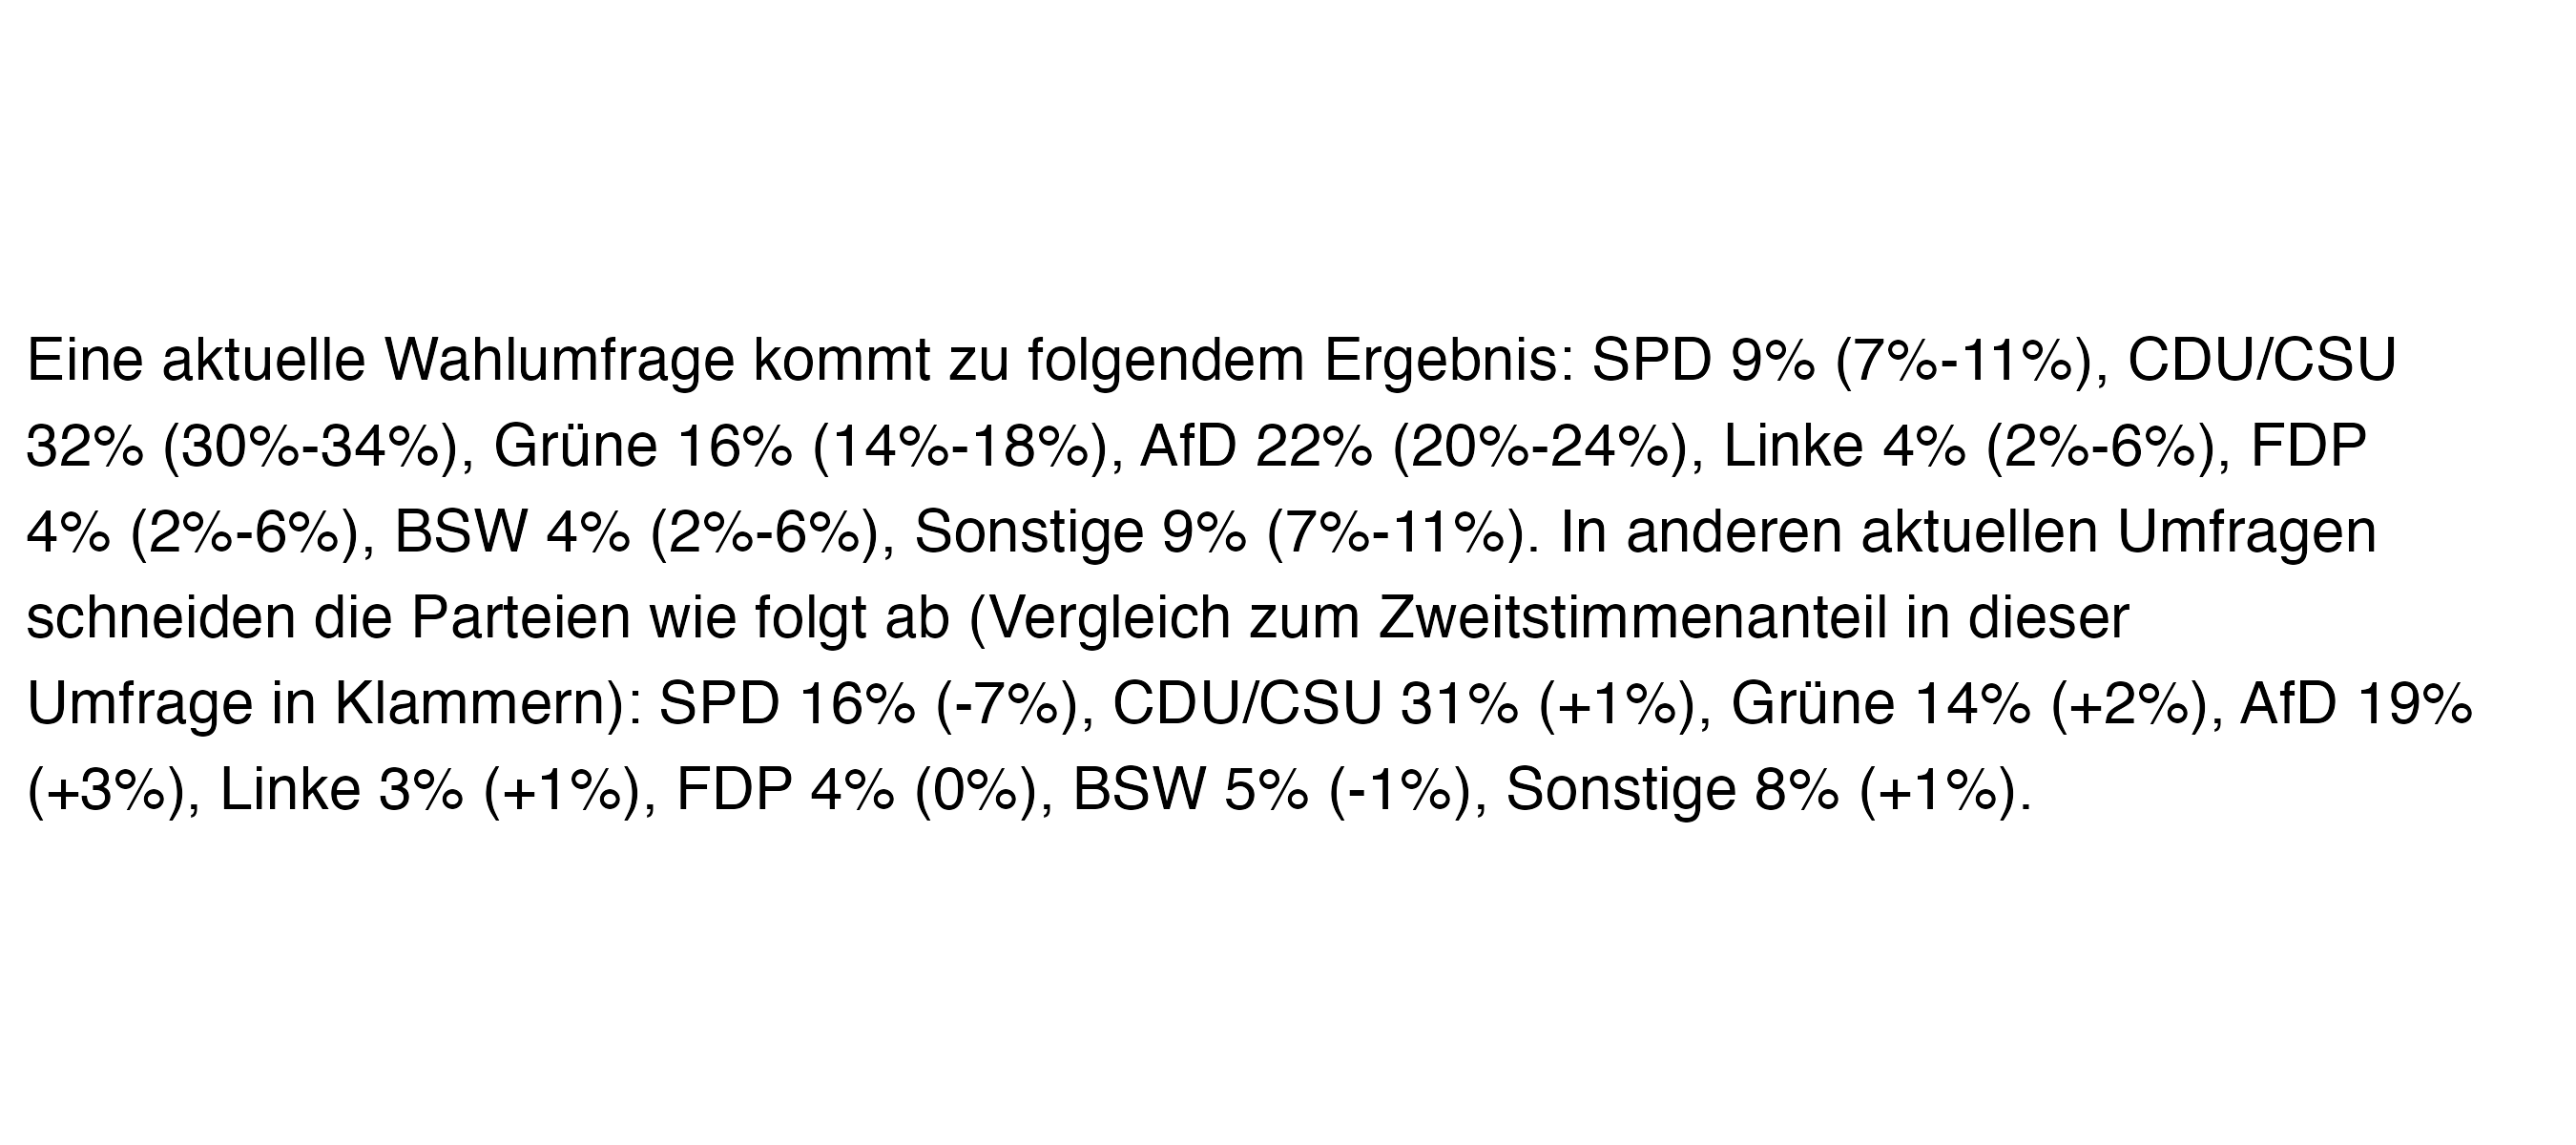 Eine aktuelle Wahlumfrage kommt zu folgendem Ergebnis: SPD 9% (7%-11%), CDU/CSU
32% (30%-34%), Grüne 16% (14%-18%), AfD 22% (20%-24%), Linke 4% (2%-6%), FDP
4% (2%-6%), BSW 4% (2%-6%), Sonstige 9% (7%-11%). In anderen aktuellen Umfragen
schneiden die Parteien wie folgt ab (Vergleich zum Zweitstimmenanteil in dieser
Umfrage in Klammern): SPD 16% (-7%), CDU/CSU 31% (+1%), Grüne 14% (+2%), AfD 19%
(+3%), Linke 3% (+1%), FDP 4% (0%), BSW 5% (-1%), Sonstige 8% (+1%).